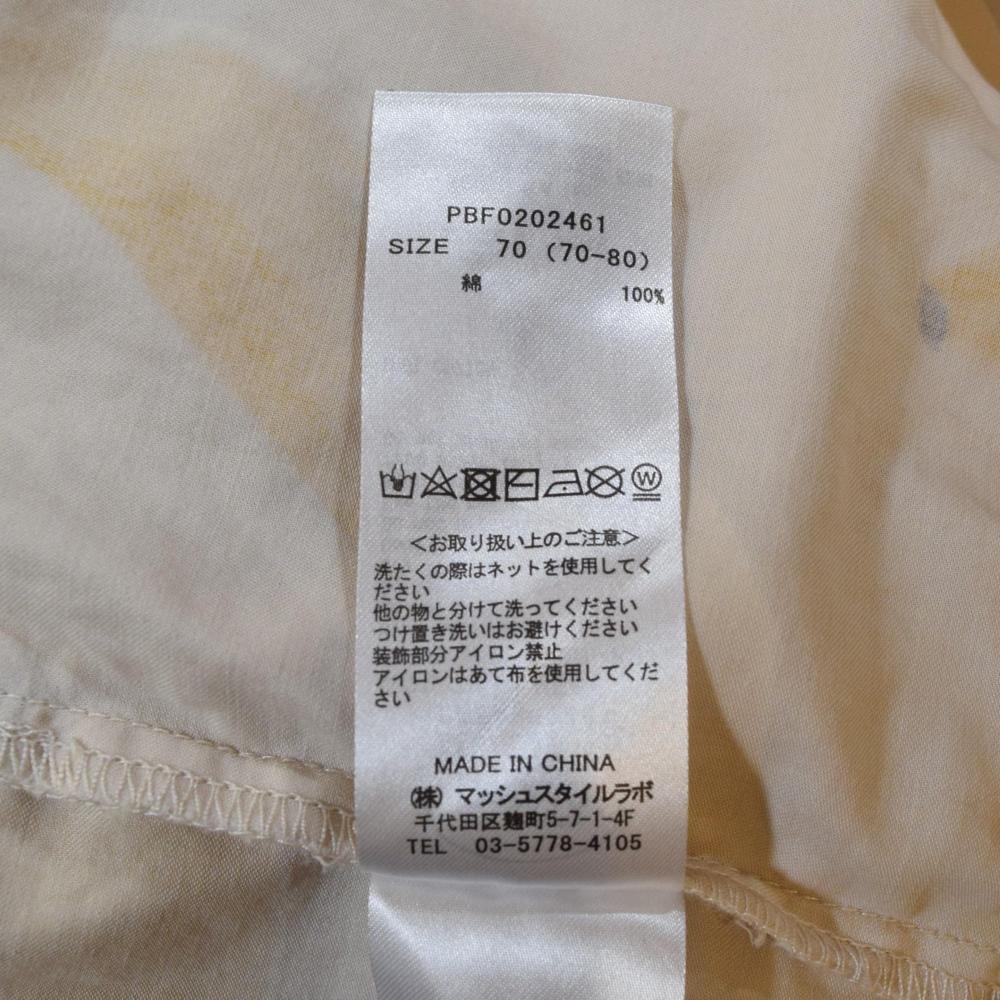 PBF0202461
SIZE 70 (70-80)
綿 100%
W
＜お取り扱い上のご注意＞
洗たくの際はネットを使用してく
ださい
他の物と分けて洗ってください
つけ置き洗いはお避けください
装飾部分アイロン禁止
アイロンはあて布を使用してくだ
さい
MADE IN CHINA
㈱ マッシュスタイルラボ
千代田区麹町5-7-1-4F
TEL 03-5778-4105